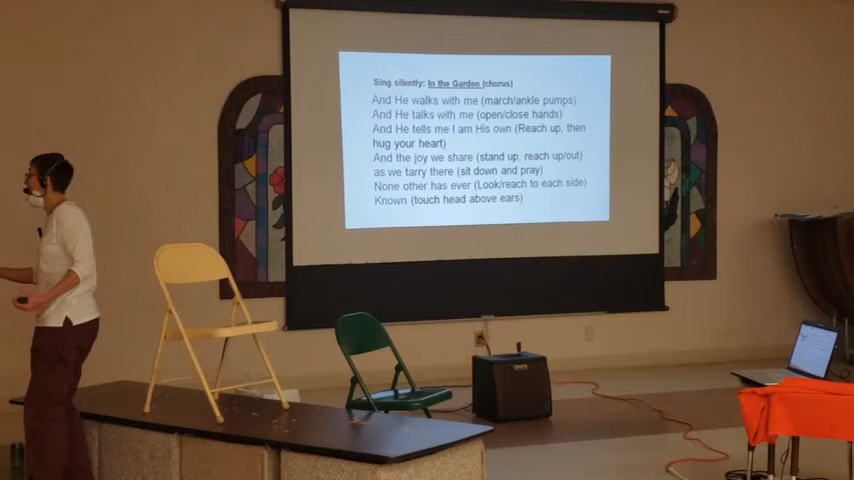 Sing silently: In the Garden (chorus)
And He walks with me (march/ankle pumps)
And He talks with me (open/close hands)
And He tells me I am His own (Reach up, then
hug your heart)
And the joy we share (stand up, reach up/out)
as we tarry there (sit down and pray)
None other has ever (Look/reach to each side)
Known (touch head above ears)